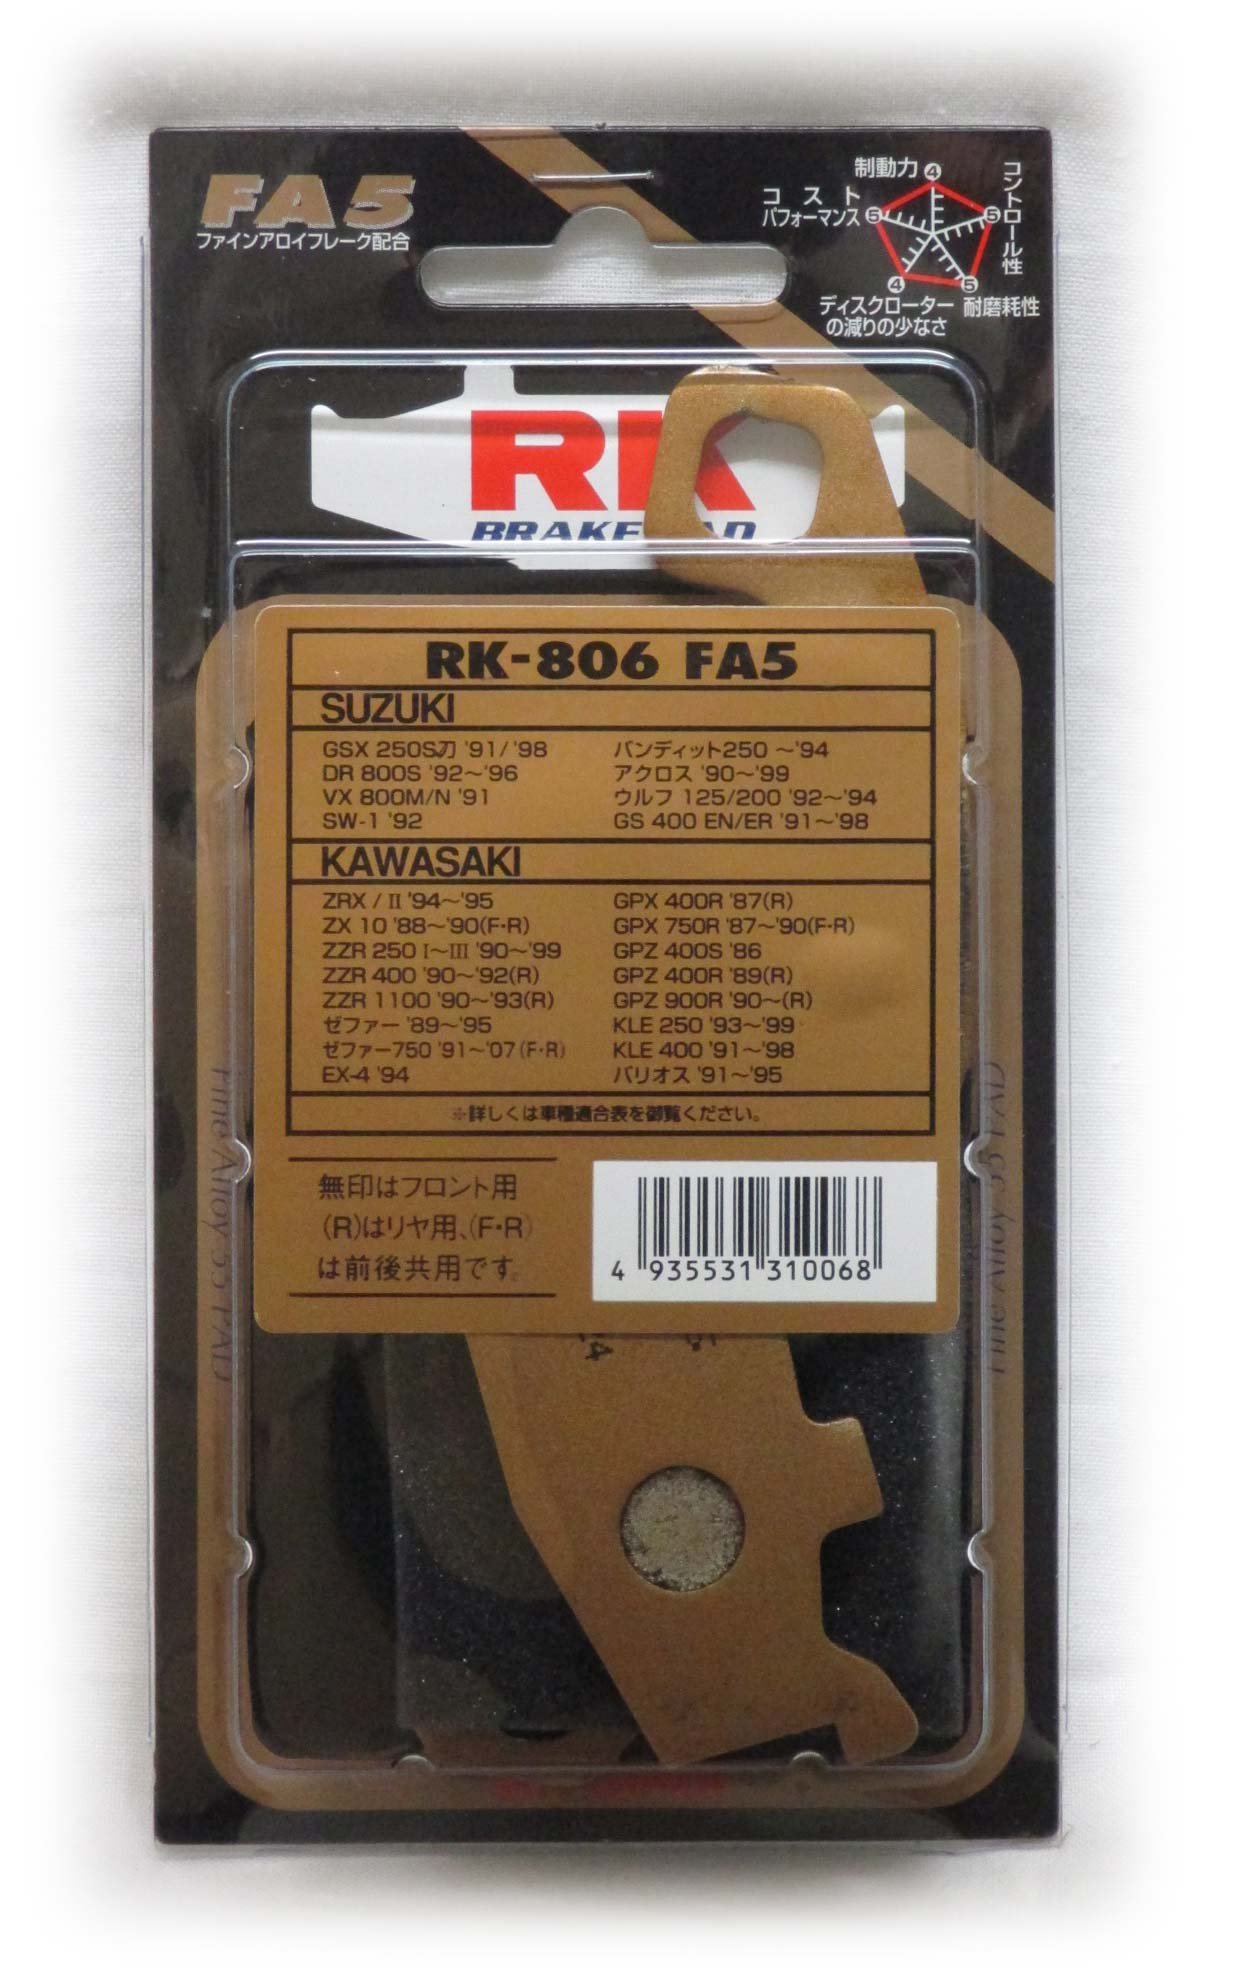 FA5
ファインアロイフレーク配合
制動力
4
コントロール性
5
コスト
パフォーマンス
5
4
5
ディスクローター
の減りの少なさ
耐磨耗性
RK
BRAKE
RK-806 FA5
SUZUKI
GSX 250S刀 '91/'98
DR 800S '92～'96
VX 800M/N '91
SW-1 '92
バンディット250 ～'94
アクロス '90～'99
ウルフ 125/200 '92～'94
GS 400 EN/ER '91～'98
KAWASAKI
ZRX / II '94～'95
ZX 10 '88～'90(F・R)
ZZR 250 I～III '90～'99
ZZR 400 '90～'92(R)
ZZR 1100 '90～'93(R)
ゼファー '89～'95
ゼファー750 '91～'07(F・R)
EX-4 '94
GPX 400R '87(R)
GPX 750R '87～'90(F・R)
GPZ 400S '86
GPZ 400R '89(R)
GPZ 900R '90～(R)
KLE 250 '93～'99
KLE 400 '91～'98
バリオス '91～'95
※詳しくは車種適合表を御覧ください。
無印はフロント用
(R)はリヤ用、(F・R)
は前後共用です。
4 935531 310068
Fine Alloy 55 PAD
Fine Alloy 55 PAD